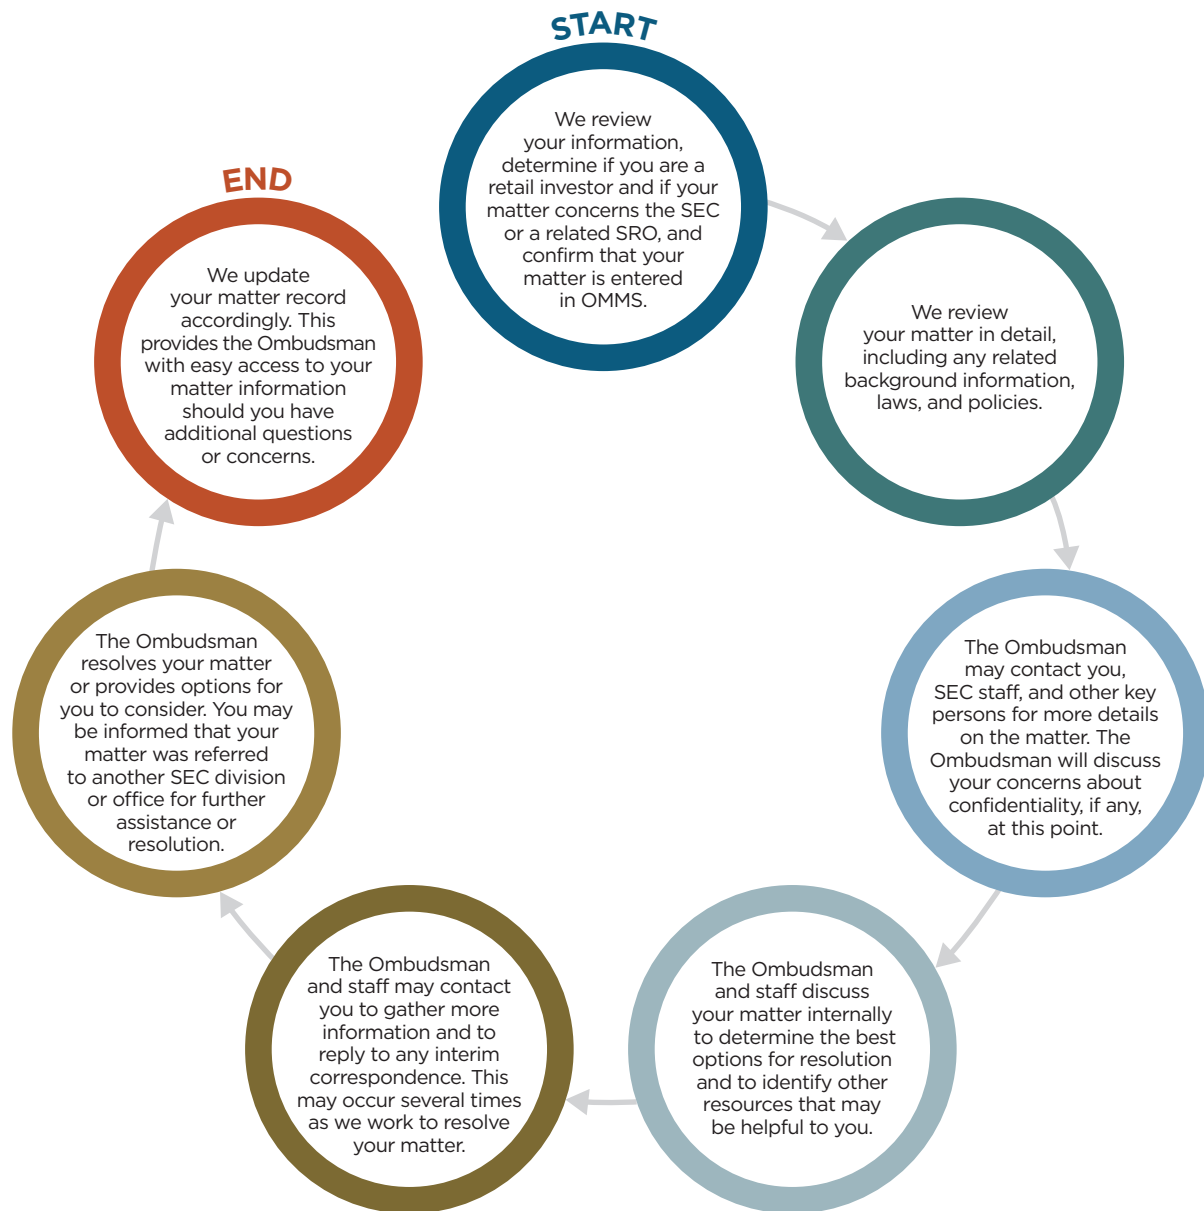 START
We review
your information,
determine if you are a
retail investor and if your
matter concerns the SEC
or a related SRO, and
confirm that your
matter is entered
in OMMS.
We review
your matter in detail,
including any related
background information,
laws, and policies.
The Ombudsman
may contact you,
SEC staff, and other key
persons for more details
on the matter. The
Ombudsman will discuss
your concerns about
confidentiality, if any,
at this point.
The Ombudsman
and staff discuss
your matter internally
to determine the best
options for resolution
and to identify other
resources that may
be helpful to you.
The Ombudsman
and staff may contact
you to gather more
information and to
reply to any interim
correspondence. This
may occur several times
as we work to resolve
your matter.
The Ombudsman
resolves your matter
or provides options for
you to consider. You may
be informed that your
matter was referred
to another SEC division
or office for further
assistance or
resolution.
END
We update
your matter record
accordingly. This
provides the Ombudsman
with easy access to your
matter information
should you have
additional questions
or concerns.